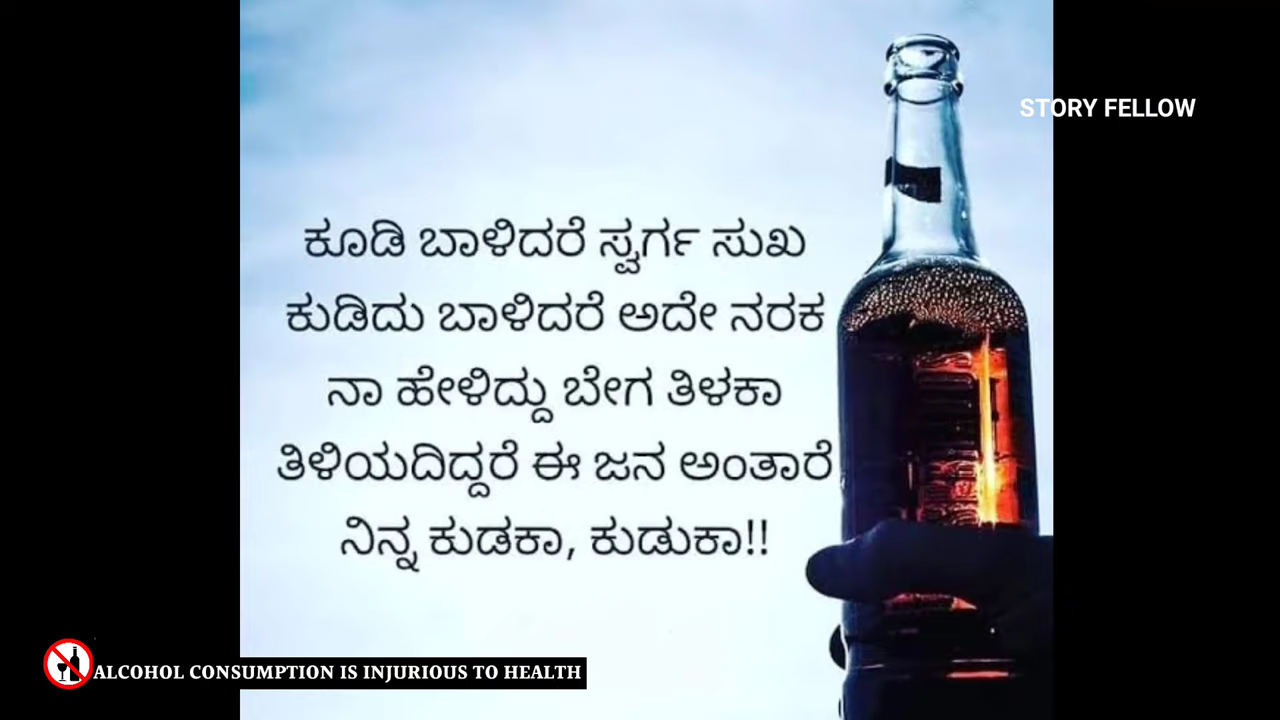 STORY FELLOW
ಕೂಡಿ ಬಾಳಿದರೆ ಸ್ವರ್ಗ ಸುಖ
ಕುಡಿದು ಬಾಳಿದರೆ ಅದೇ ನರಕ
ನಾ ಹೇಳಿದ್ದು ಬೇಗ ತಿಳಕಾ
ತಿಳಿಯದಿದ್ದರೆ ಈ ಜನ ಅಂತಾರೆ
ನಿನ್ನ ಕುಡಕಾ, ಕುಡುಕಾ!!
ALCOHOL CONSUMPTION IS INJURIOUS TO HEALTH